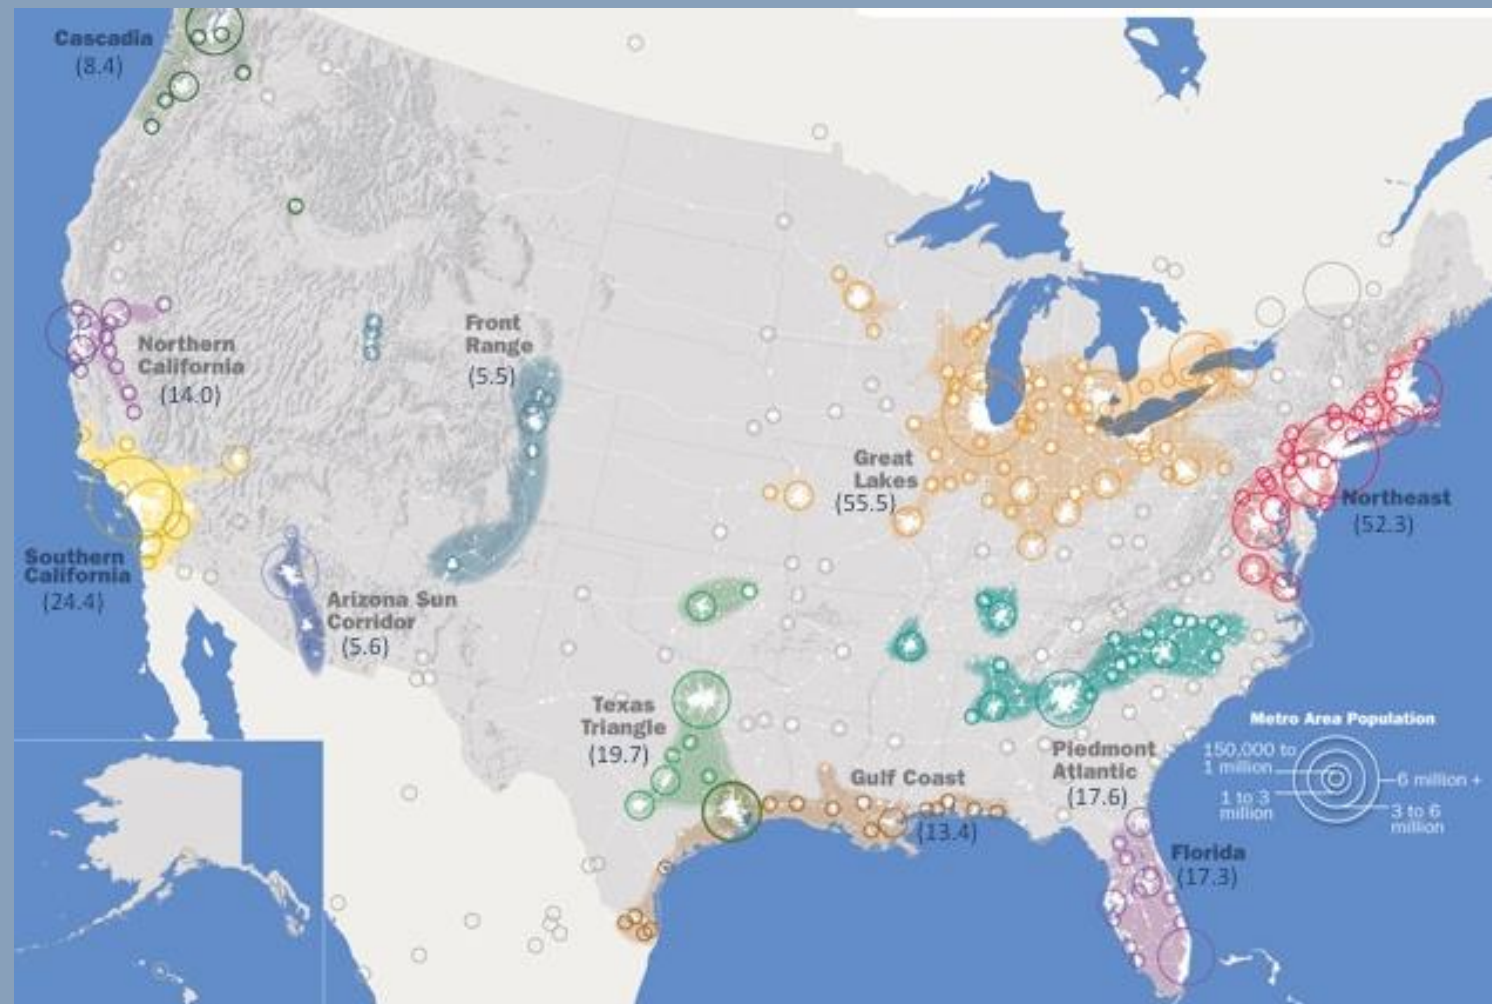 Cascadia
(8.4)
Northern
California
(14.0)
Front
Range
(5.5)
Great
Lakes
(55.5)
Northeast
(52.3)
Southern
California
(24.4)
Arizona Sun
Corridor
(5.6)
Texas
Triangle
(19.7)
Gulf Coast
(13.4)
Piedmont
Atlantic
(17.6)
Florida
(17.3)
Metro Area Population
150,000 to
1 million
1 to 3
million
6 million +
3 to 6
million